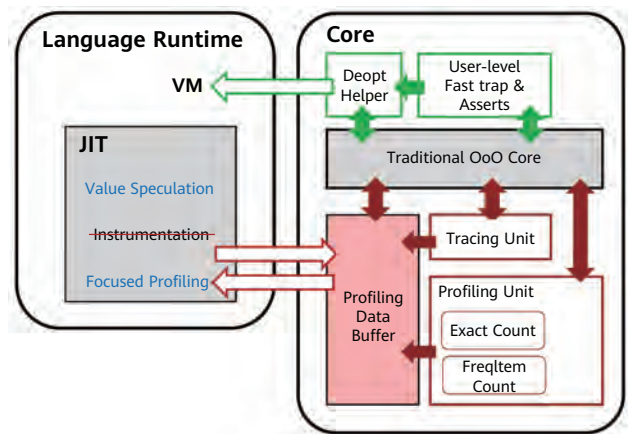 Language Runtime
VM
JIT
Value Speculation
Instrumentation
Focused Profiling
Core
Deopt
Helper
User-level
Fast trap &
Asserts
Traditional OoO Core
Profiling
Data
Buffer
Tracing Unit
Profiling Unit
Exact Count
Freqltem
Count